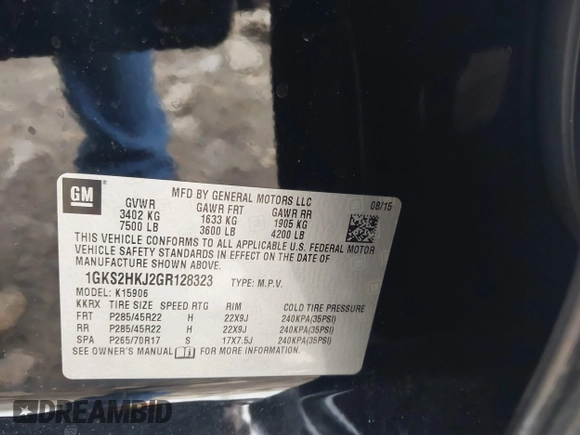 GM
MFD BY GENERAL MOTORS LLC
08/15
GVWR GAWR FRT GAWR RR
3402 KG 1633 KG 1905 KG
7500 LB 3600 LB 4200 LB
THIS VEHICLE CONFORMS TO ALL APPLICABLE U.S. FEDERAL MOTOR
VEHICLE SAFETY STANDARDS IN EFFECT ON THE DATE OF
MANUFACTURE SHOWN ABOVE.
1GKS2HKJ2GR128323 TYPE: M.P.V.
MODEL: K15906
KKRX TIRE SIZE SPEED RTG RIM COLD TIRE PRESSURE
FRT P285/45R22 H 22X9J 240KPA(35PSI)
RR P285/45R22 H 22X9J 240KPA(35PSI)
SPA P265/70R17 S 17X7.5J 240KPA(35PSI)
SEE OWNER'S MANUAL FOR MORE INFORMATION.
DREAMBID